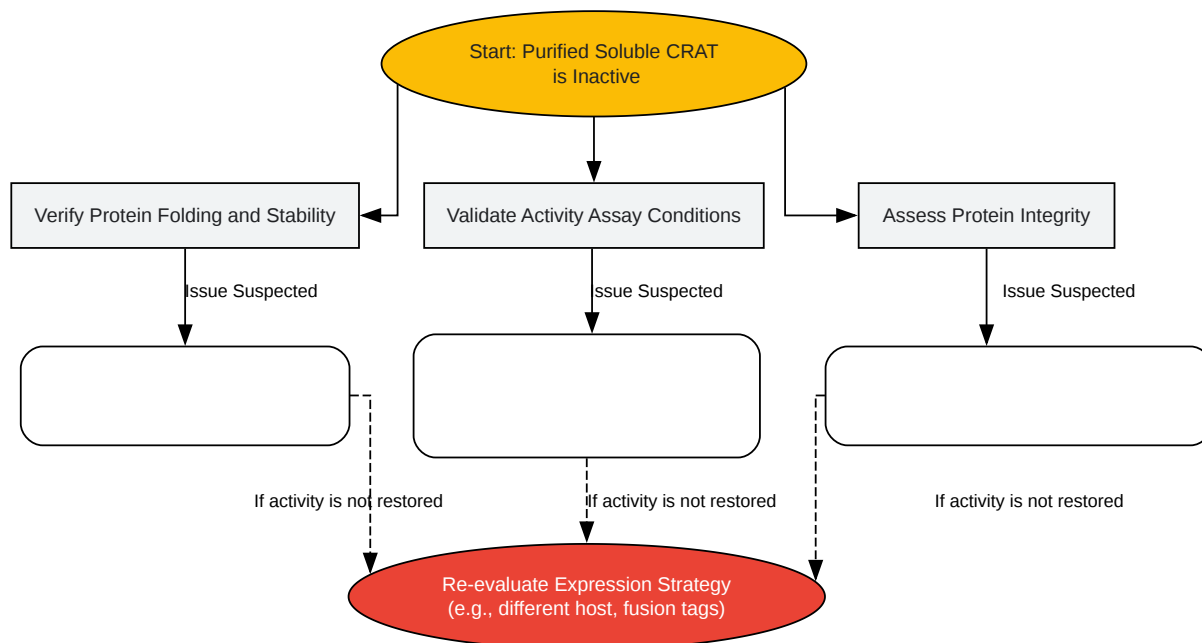 Start: Purified Soluble CRAT
is Inactive
Verify Protein Folding and Stability
Validate Activity Assay Conditions
Assess Protein Integrity
Issue Suspected
Issue Suspected
Issue Suspected
If activity is not restored
If activity is not restored
If activity is not restored
Re-evaluate Expression Strategy
(e.g., different host, fusion tags)